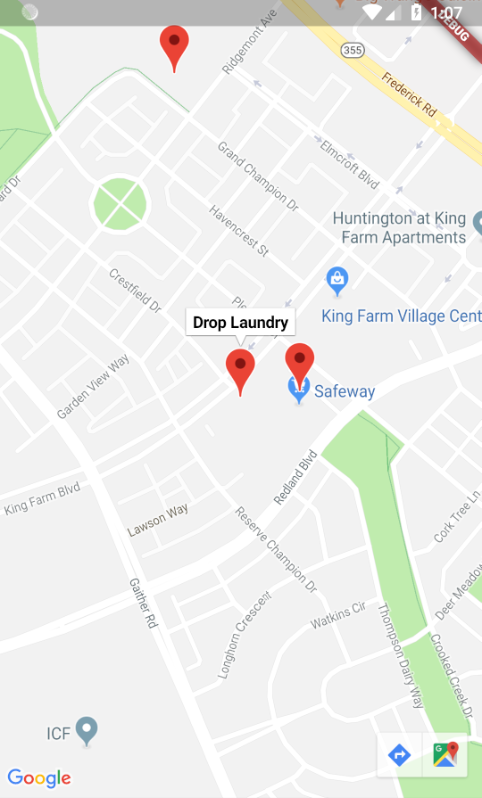 1:07
Ridgemont Ave
355
Frederick Rd
Elmcroft Blvd
Grand Champion Dr
Havencrest St
Huntington at King
Farm Apartments
Crestfield Dr
King Farm Village Cent
Drop Laundry
Garden View Way
Safeway
King Farm Blvd
Lawson Way
Redland Blvd
Reserve Champion Dr
Cork Tree Ln
Gaither Rd
Longhorn Crescent
Watkins Cir
Deer Meadow
Thompson Dairy Way
Crooked Creek Dr
ICF
Google